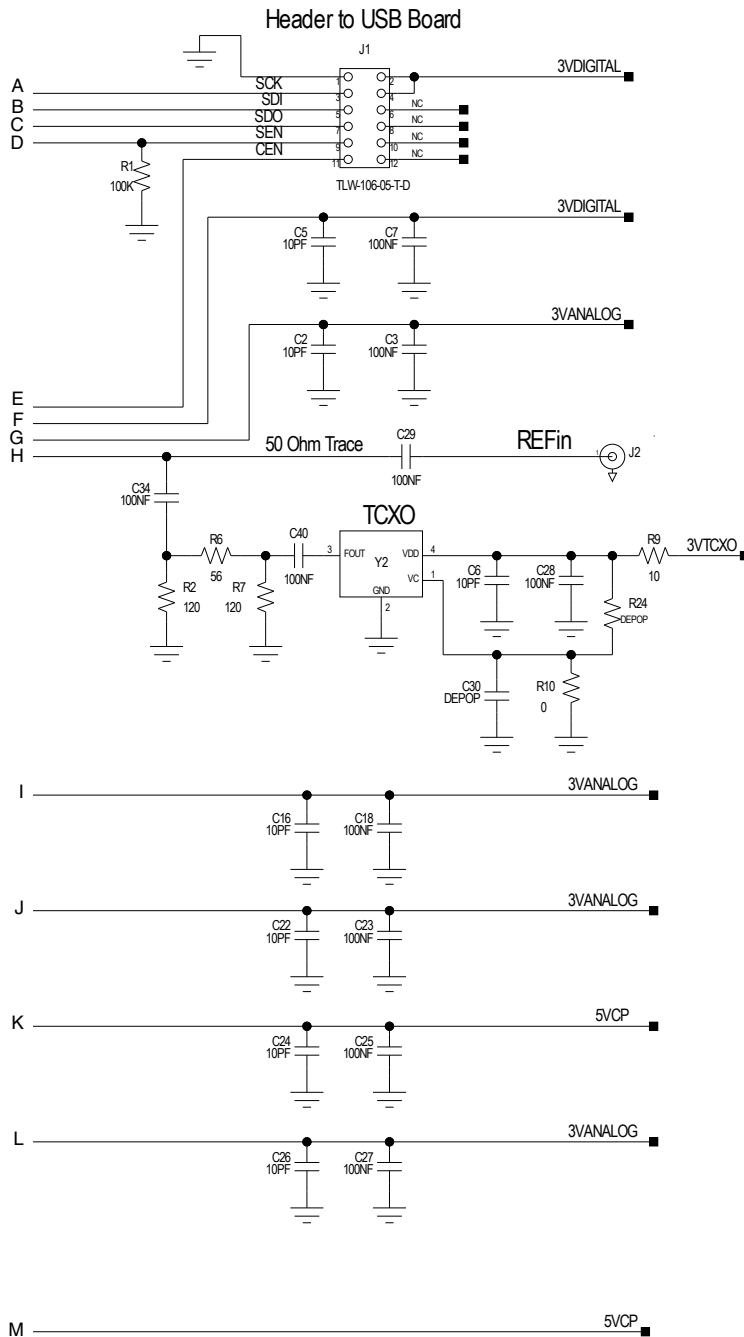 Header to USB Board
J1
3VDIGITAL
A
SCK
1
2
B
SDI
3
4
C
SDO
5
6
NC
D
SEN
7
8
NC
CEN
9
10
NC
11
12
NC
R1
100K
TLW-106-05-T-D
3VDIGITAL
C5
10PF
C7
100NF
3VANALOG
C2
10PF
C3
100NF
E
F
G
H
50 Ohm Trace
C29
100NF
REFin
1
J2
C34
100NF
TCXO
R6
56
C40
100NF
3
FOUT
VDD
4
Y2
VC
1
GND
2
R9
10
3VTCXO
R2
120
R7
120
C6
10PF
C28
100NF
R24
DEPOP
C30
DEPOP
R10
0
I
3VANALOG
C16
10PF
C18
100NF
J
3VANALOG
C22
10PF
C23
100NF
K
5VCP
C24
10PF
C25
100NF
L
3VANALOG
C26
10PF
C27
100NF
M
5VCP